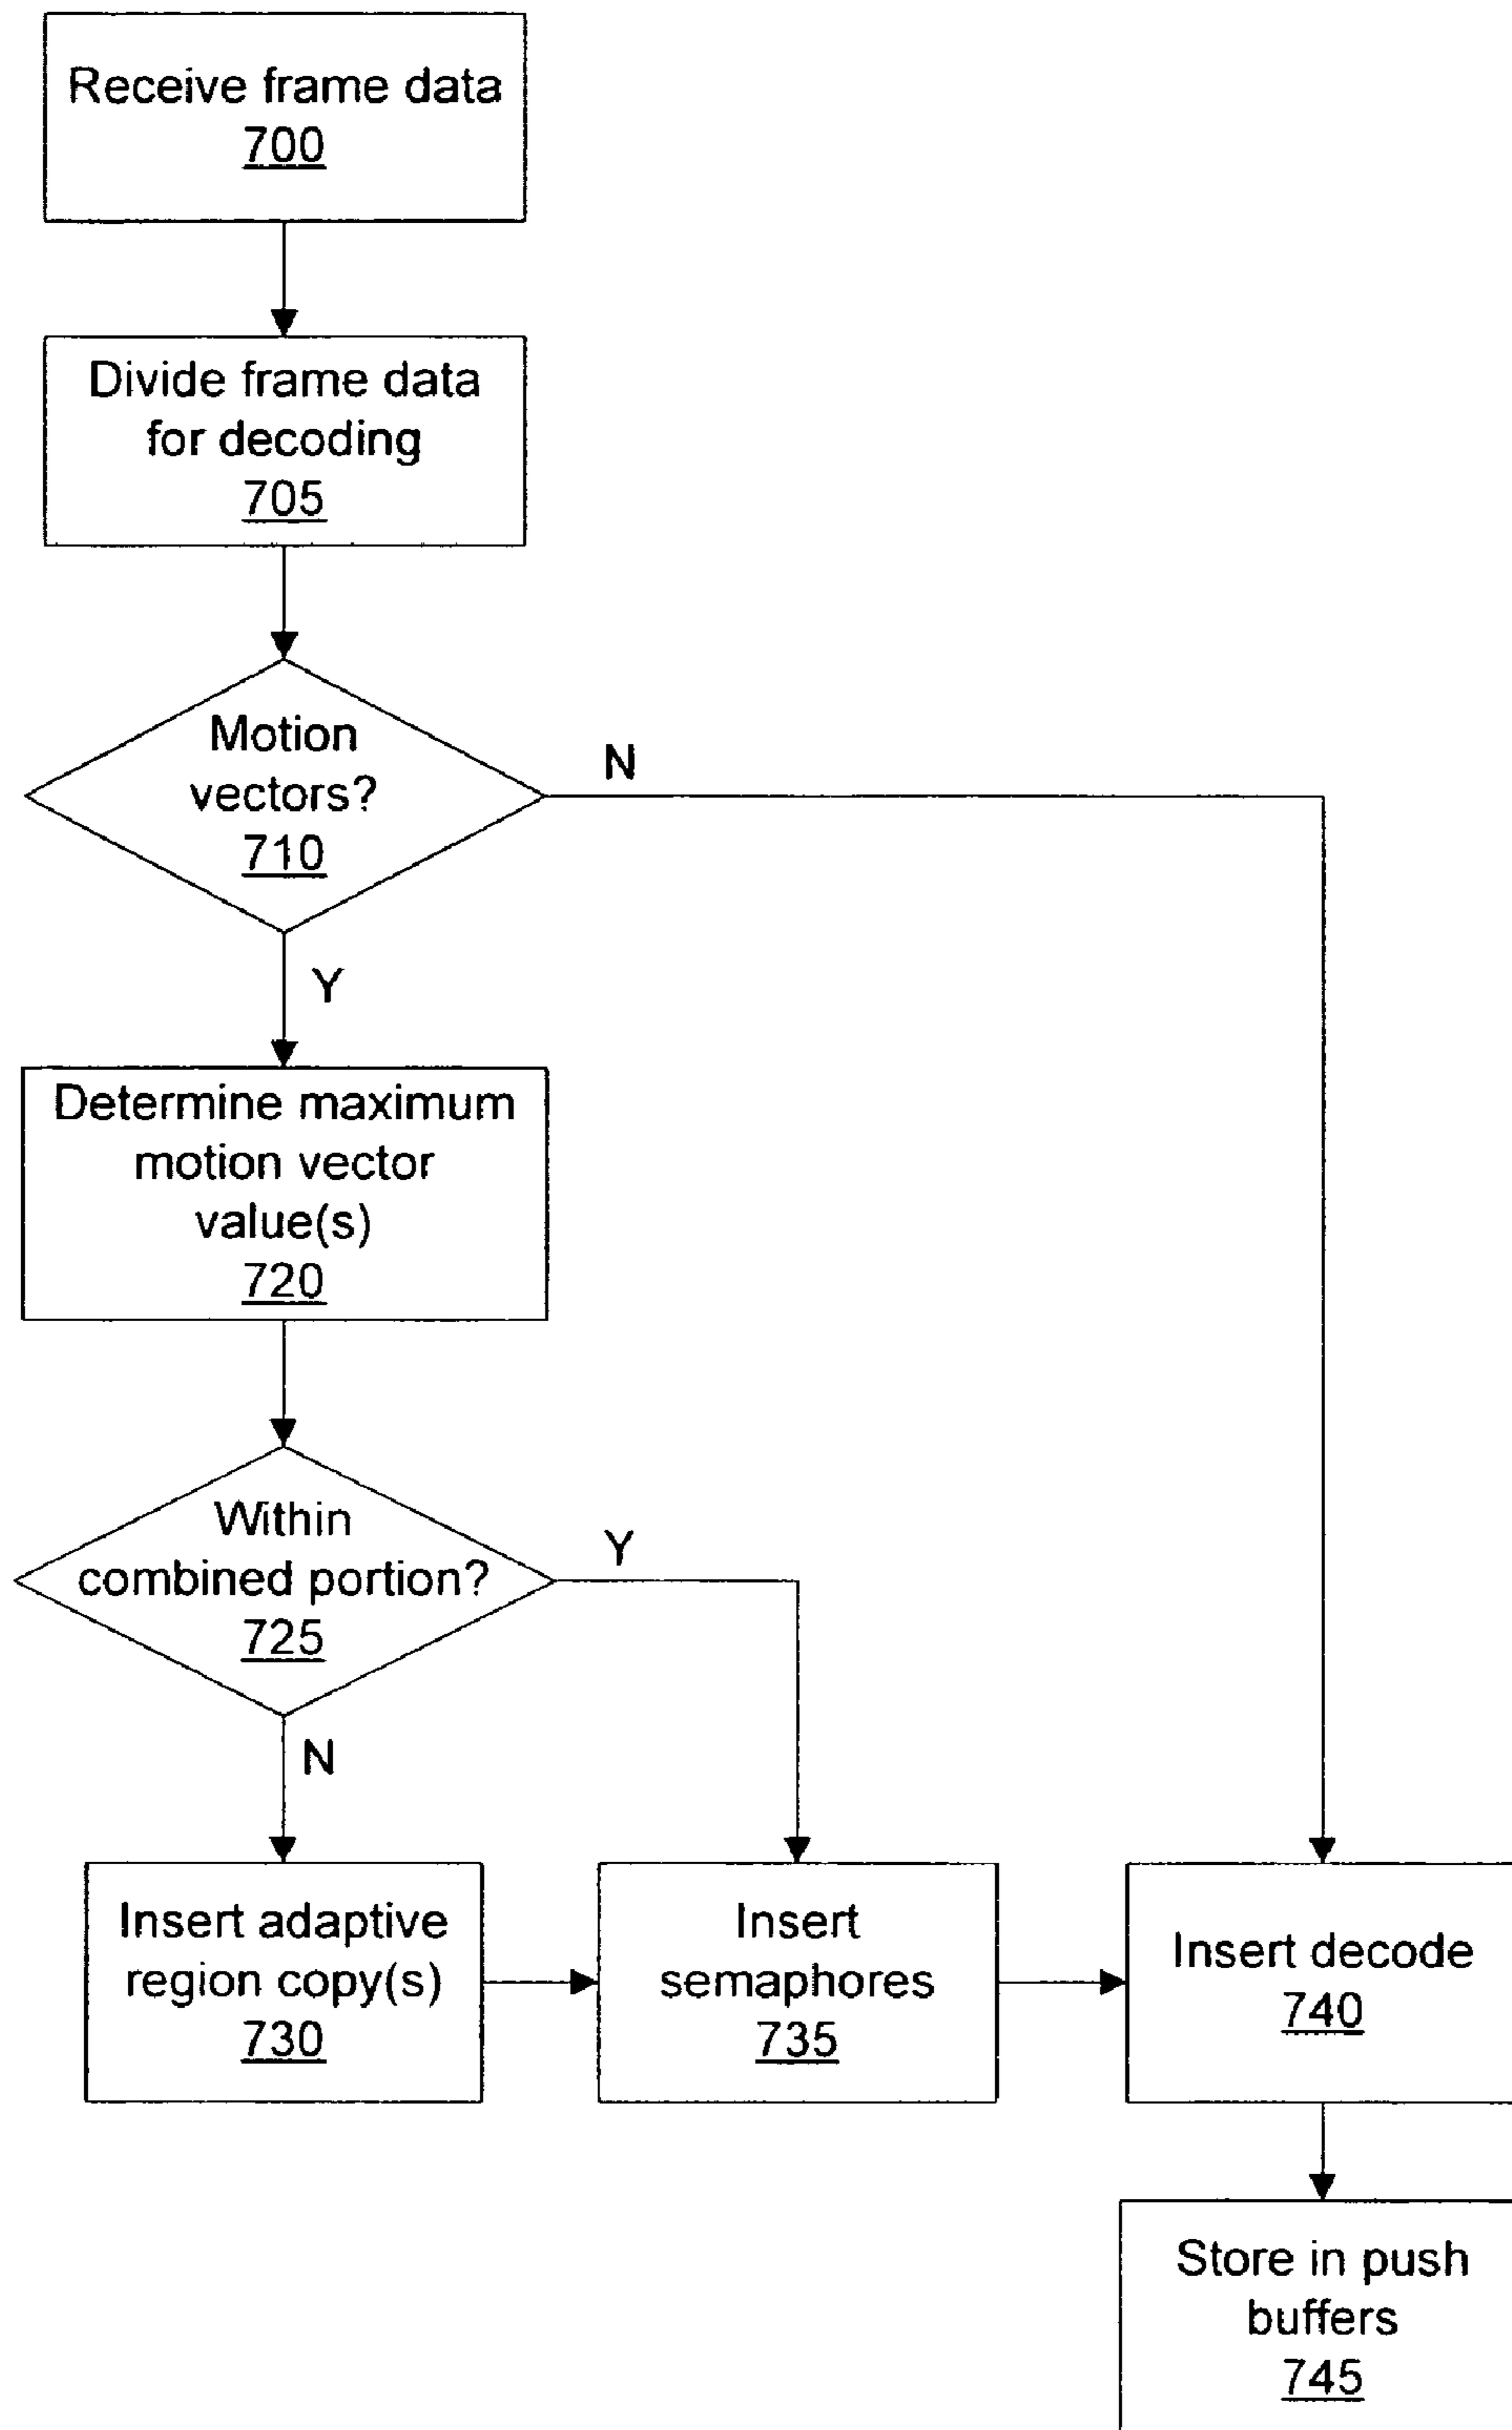 Receive frame data
700
Divide frame data
for decoding
705
Motion
vectors?
710
N
Y
Determine maximum
motion vector
value(s)
720
Within
combined portion?
725
Y
N
Insert adaptive
region copy(s)
730
Insert
semaphores
735
Insert decode
740
Store in push
buffers
745